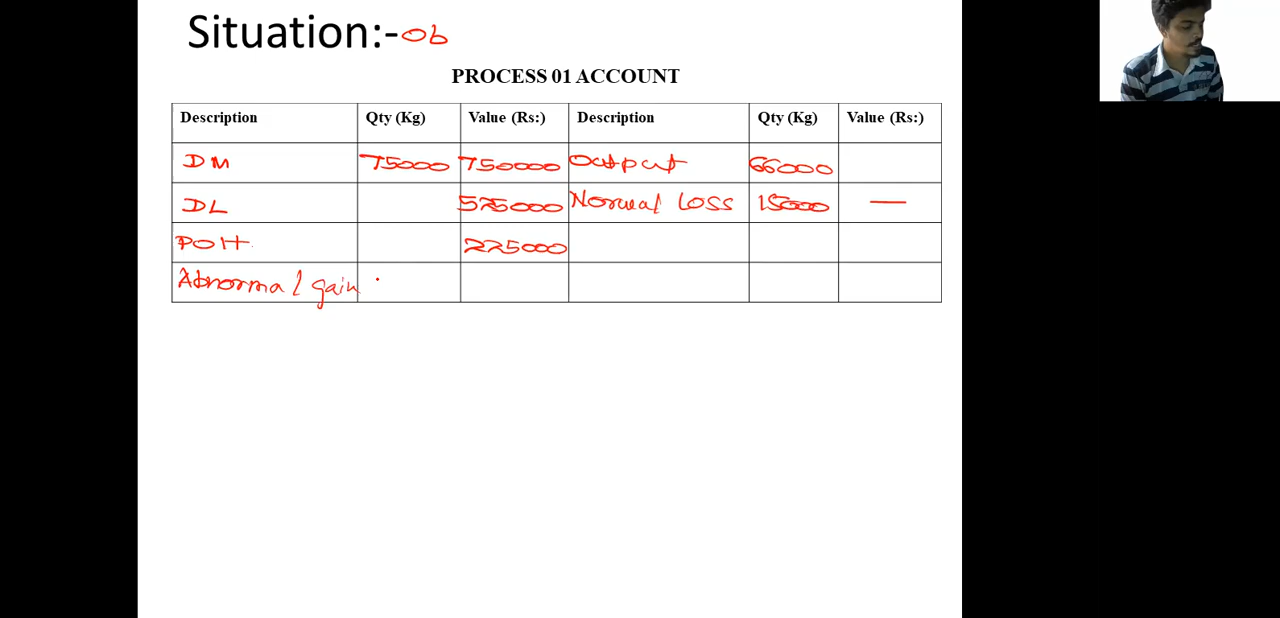 Situation:-06
PROCESS 01 ACCOUNT
Description Qty (Kg) Value (Rs:) Description Qty (Kg) Value (Rs:)
DM 75000 750000 Output 66000
DL 525000 Normal Loss 15000 —
POH 225000
Abnormal gain